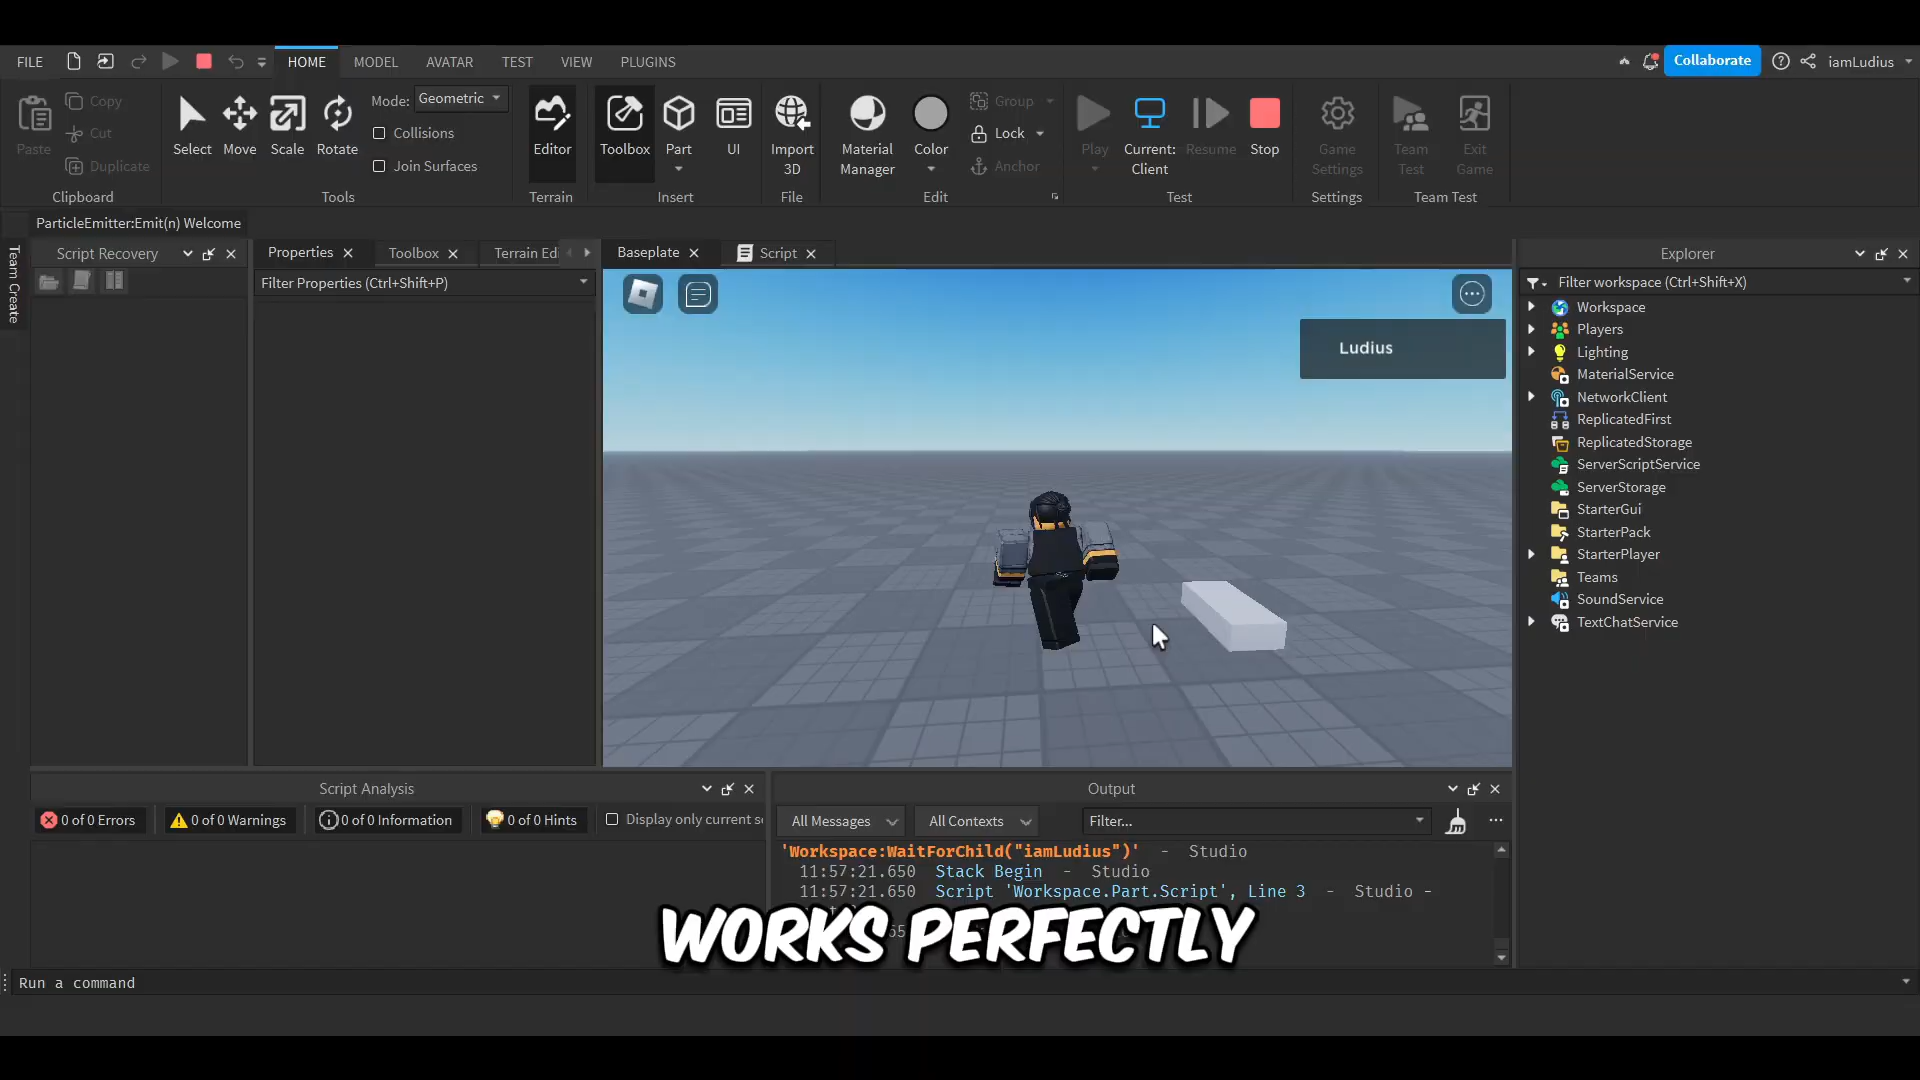 FILE HOME MODEL AVATAR TEST VIEW PLUGINS Collaborate iamLudius
Paste Copy Cut Duplicate
Clipboard
Select Move Scale Rotate
Mode: Geometric
Collisions
Join Surfaces
Tools
Editor
Terrain
Toolbox Part UI
Insert
Import 3D
File
Material Manager Color
Group
Lock
Anchor
Edit
Play Current: Client Resume Stop
Test
Game Settings
Settings
Team Test Exit Game
Team Test
ParticleEmitter:Emit(n) Welcome
Team Create
Script Recovery
Properties Toolbox Terrain Ed
Filter Properties (Ctrl+Shift+P)
Baseplate Script
Ludius
Explorer
Filter workspace (Ctrl+Shift+X)
Workspace
Players
Lighting
MaterialService
NetworkClient
ReplicatedFirst
ReplicatedStorage
ServerScriptService
ServerStorage
StarterGui
StarterPack
StarterPlayer
Teams
SoundService
TextChatService
Script Analysis
0 of 0 Errors 0 of 0 Warnings 0 of 0 Information 0 of 0 Hints Display only current s
Output
All Messages All Contexts Filter...
'Workspace:WaitForChild("iamLudius")' - Studio
11:57:21.650 Stack Begin - Studio
11:57:21.650 Script 'Workspace.Part.Script', Line 3 - Studio -
WORKS PERFECTLY
Run a command